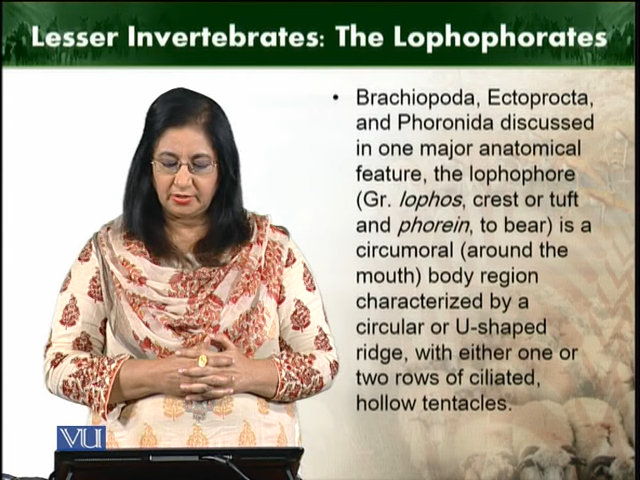 Lesser Invertebrates: The Lophophorates
• Brachiopoda, Ectoprocta,
and Phoronida discussed
in one major anatomical
feature, the lophophore
(Gr. lophos, crest or tuft
and phorein, to bear) is a
circumoral (around the
mouth) body region
characterized by a
circular or U-shaped
ridge, with either one or
two rows of ciliated,
hollow tentacles.
VU